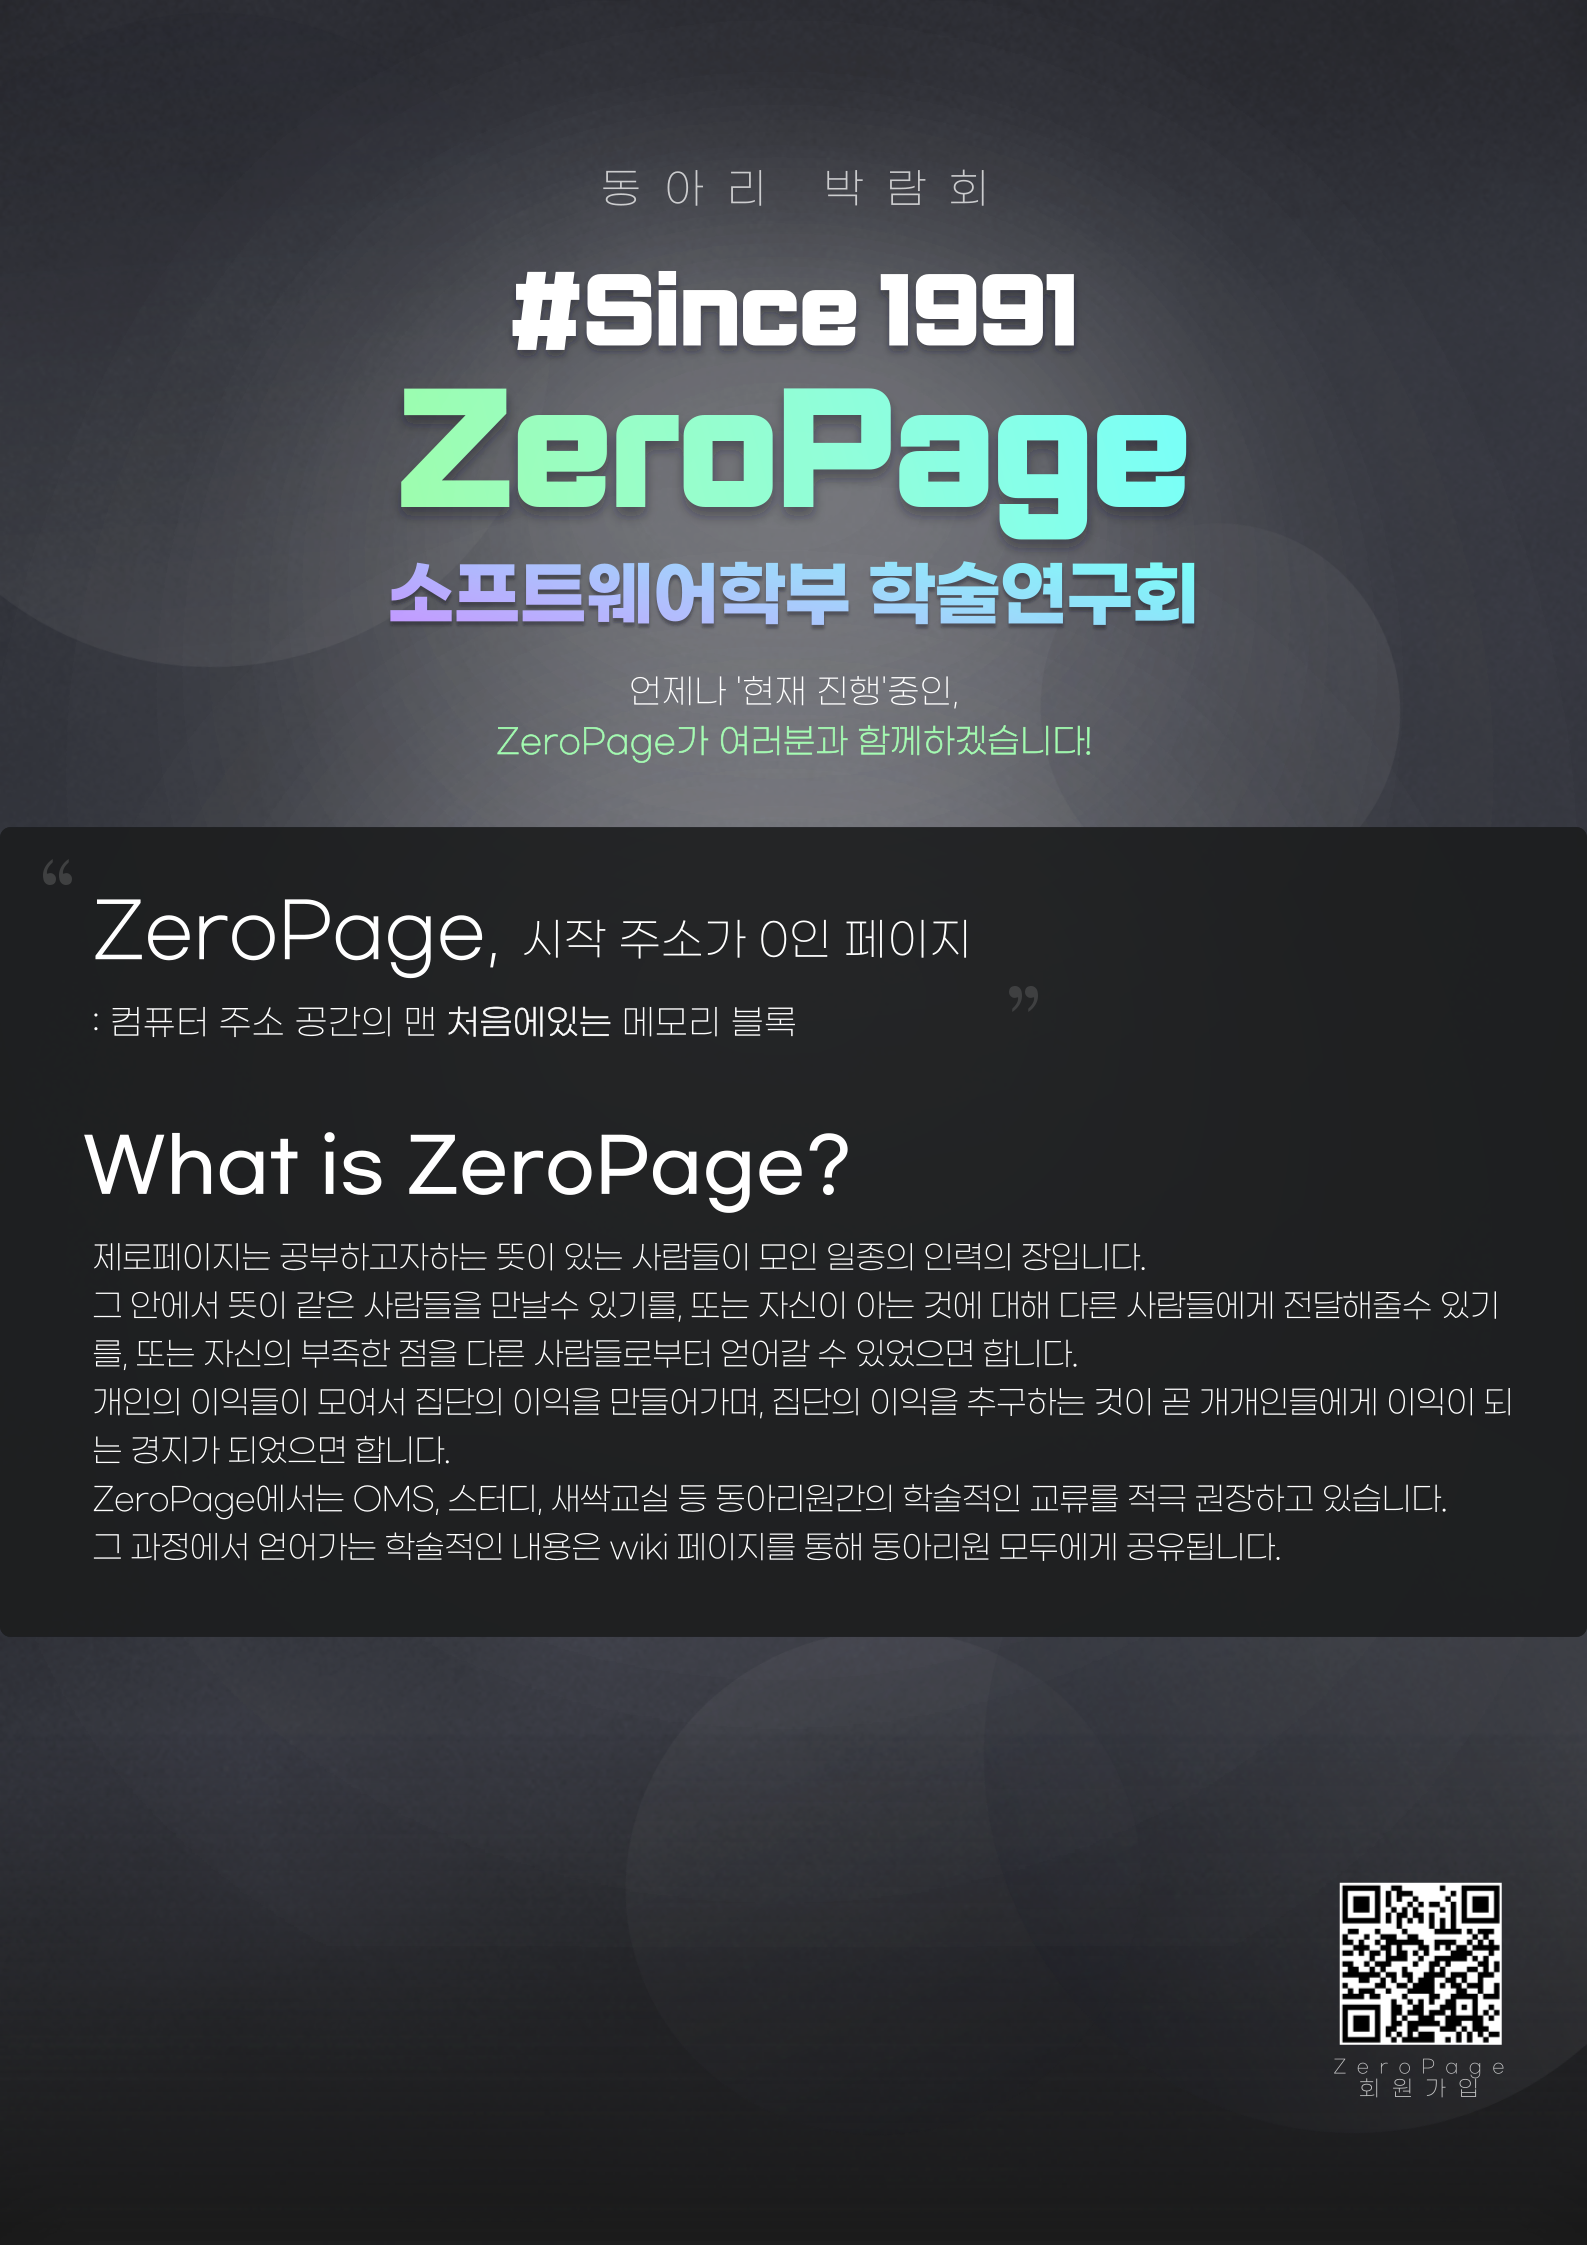 동아리 박람회
#Since 1991
ZeroPage
소프트웨어학부 학술연구회
언제나 '현재 진행'중인,
ZeroPage가 여러분과 함께하겠습니다!
“
ZeroPage, 시작 주소가 0인 페이지
”
: 컴퓨터 주소 공간의 맨 처음에있는 메모리 블록
What is ZeroPage?
제로페이지는 공부하고자하는 뜻이 있는 사람들이 모인 일종의 인력의 장입니다.
그 안에서 뜻이 같은 사람들을 만날수 있기를, 또는 자신이 아는 것에 대해 다른 사람들에게 전달해줄수 있기
를, 또는 자신의 부족한 점을 다른 사람들로부터 얻어갈 수 있었으면 합니다.
개인의 이익들이 모여서 집단의 이익을 만들어가며, 집단의 이익을 추구하는 것이 곧 개개인들에게 이익이 되
는 경지가 되었으면 합니다.
ZeroPage에서는 OMS, 스터디, 새싹교실 등 동아리원간의 학술적인 교류를 적극 권장하고 있습니다.
그 과정에서 얻어가는 학술적인 내용은 wiki 페이지를 통해 동아리원 모두에게 공유됩니다.
ZeroPage
회원가입